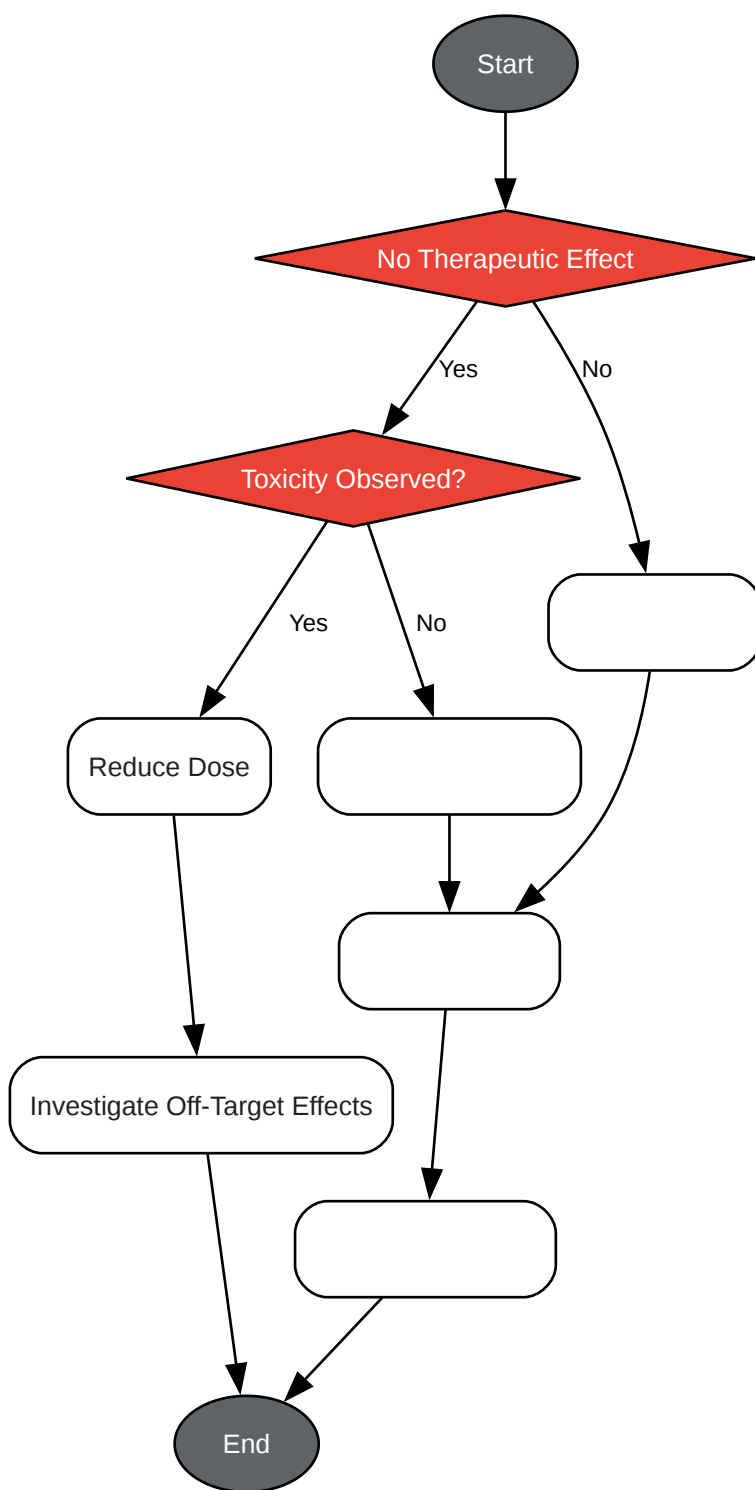 Start
No Therapeutic Effect
Yes
No
Toxicity Observed?
Yes
No
Reduce Dose
Investigate Off-Target Effects
End